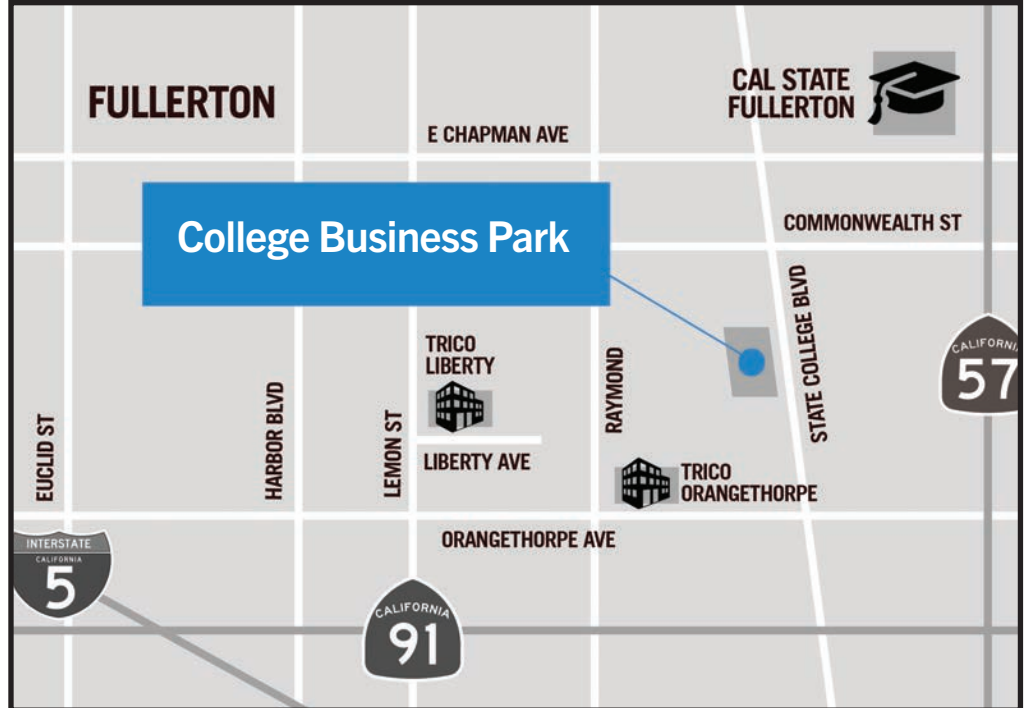 FULLERTON
CAL STATE
FULLERTON
E CHAPMAN AVE
College Business Park
COMMONWEALTH ST
STATE COLLEGE BLVD
TRICO
LIBERTY
RAYMOND
CALIFORNI
57
EUCLID ST
HARBOR BLVD
LEMON ST
LIBERTY AVE
TRICO
ORANGETHORPE
ORANGETHORPE AVE
INTERSTATE
CALIFORNIA
5
CALIFORNIA
91